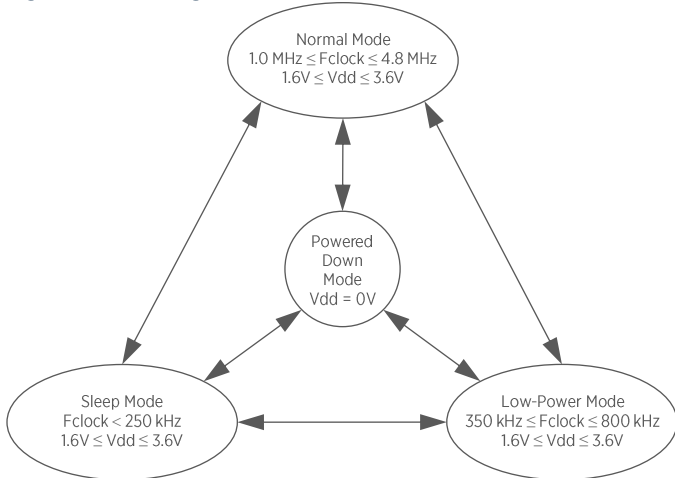 Normal Mode
1.0 MHz ≤ Fclock ≤ 4.8 MHz
1.6V ≤ Vdd ≤ 3.6V
Powered
Down
Mode
Vdd = 0V
Sleep Mode
Fclock < 250 kHz
1.6V ≤ Vdd ≤ 3.6V
Low-Power Mode
350 kHz ≤ Fclock ≤ 800 kHz
1.6V ≤ Vdd ≤ 3.6V